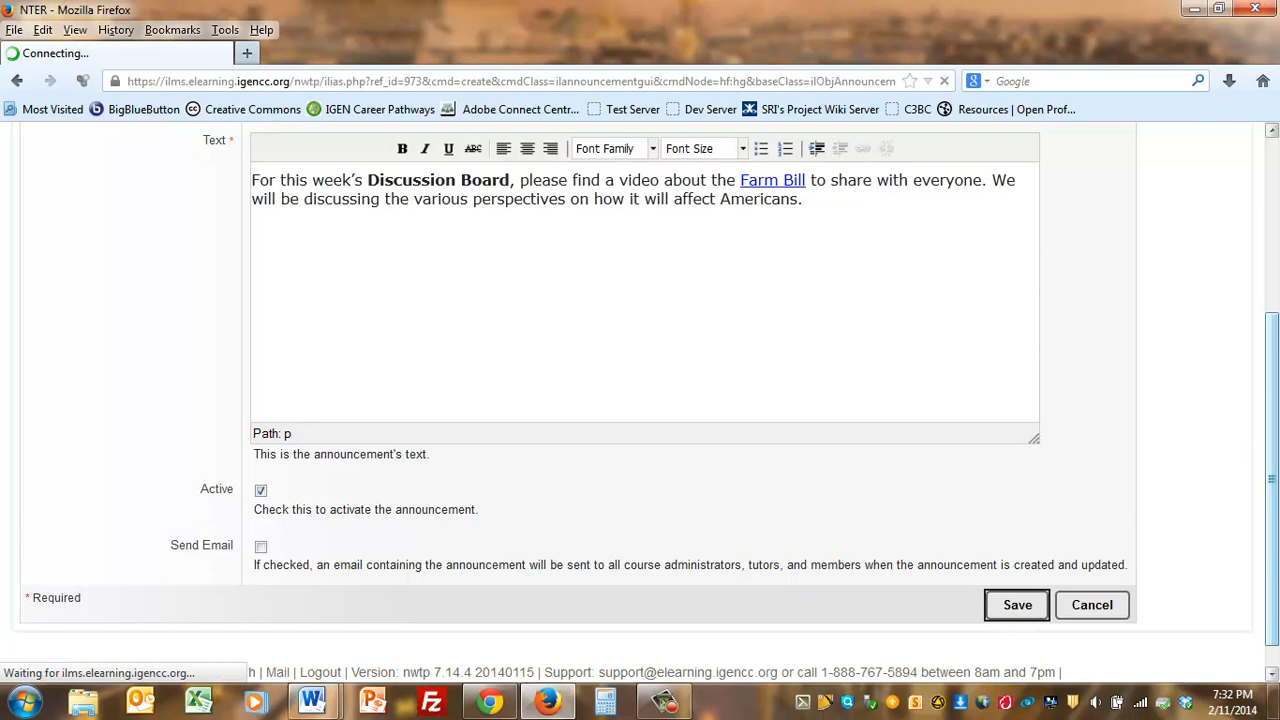 NTER - Mozilla Firefox
File Edit View History Bookmarks Tools Help
Connecting...
https://ilms.elearning.igencc.org/nwtp/ilias.php?ref_id=973&cmd=create&cmdClass=ilannouncementgui&cmdNode=hf:hg&baseClass=ilObjAnnouncem
Google
Most Visited BigBlueButton Creative Commons IGEN Career Pathways Adobe Connect Centr... Test Server Dev Server SRI's Project Wiki Server C3BC Resources | Open Prof...
Text *
B I U ABC Font Family Font Size
For this week's Discussion Board, please find a video about the Farm Bill to share with everyone. We
will be discussing the various perspectives on how it will affect Americans.
Path: p
This is the announcement's text.
Active
Check this to activate the announcement.
Send Email
If checked, an email containing the announcement will be sent to all course administrators, tutors, and members when the announcement is created and updated.
* Required
Save Cancel
Waiting for ilms.elearning.igencc.org...
h | Mail | Logout | Version: nwtp 7.14.4 20140115 | Support: support@elearning.igencc.org or call 1-888-767-5894 between 8am and 7pm |
7:32 PM
2/11/2014